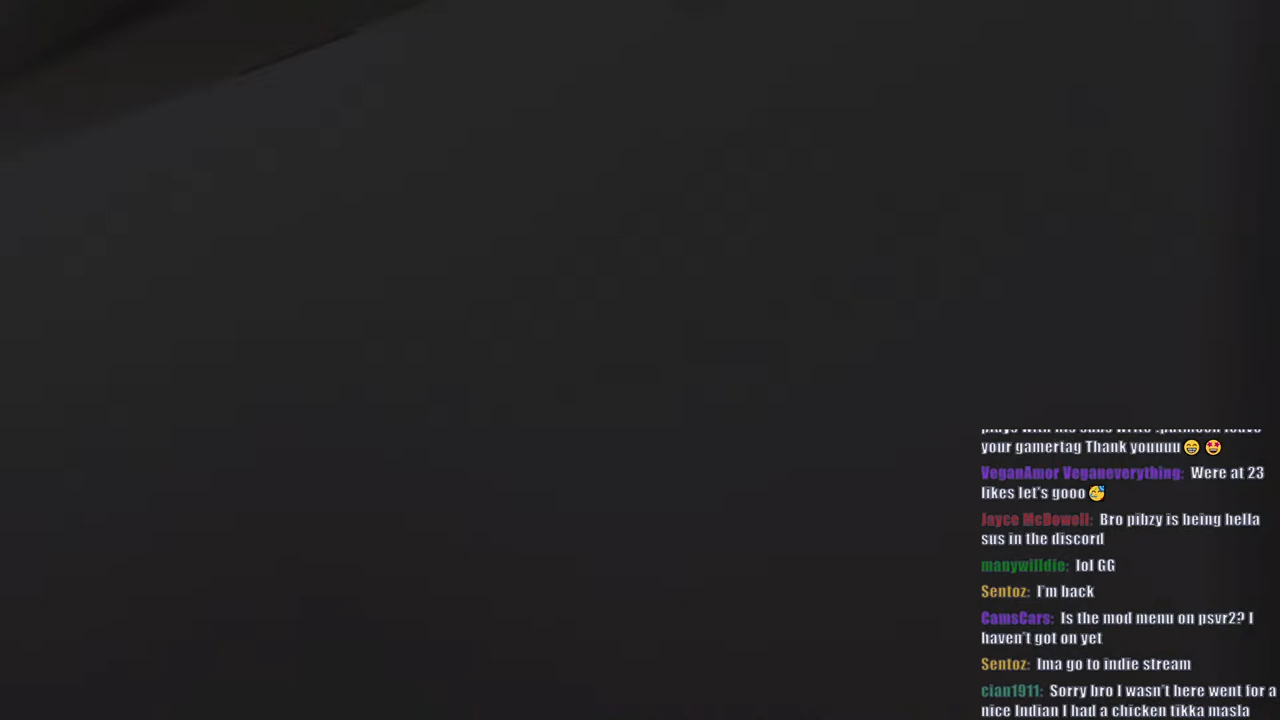 your gamertag Thank youuuu 😁 🤩
VeganAmor Veganeverything: Were at 23
likes let's gooo 🥳
Jayce McDowell: Bro pibzy is being hella
sus in the discord
manywilldie: lol GG
Sentoz: I'm back
CamsCars: Is the mod menu on psvr2? I
haven't got on yet
Sentoz: Ima go to indie stream
cian1911: Sorry bro I wasn't here went for a
nice Indian I had a chicken tikka masla